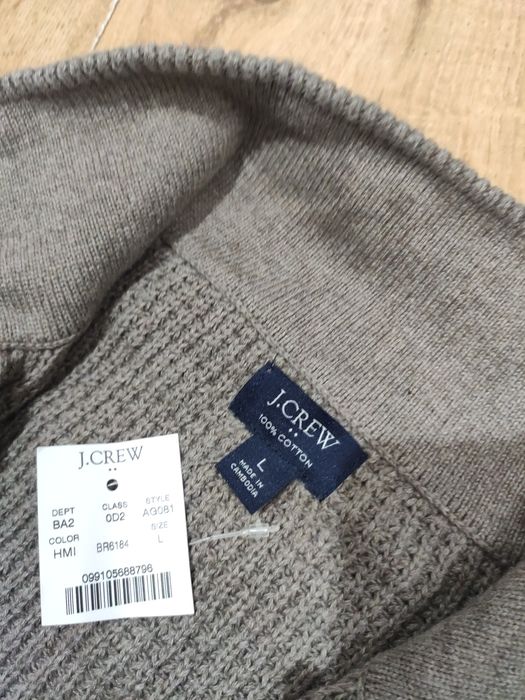 J.CREW
100% COTTON
L
MADE IN
CAMBODIA
J.CREW
DEPT CLASS STYLE
BA2 0D2 AG081
COLOR SIZE
HMI BR6184 L
099105688796